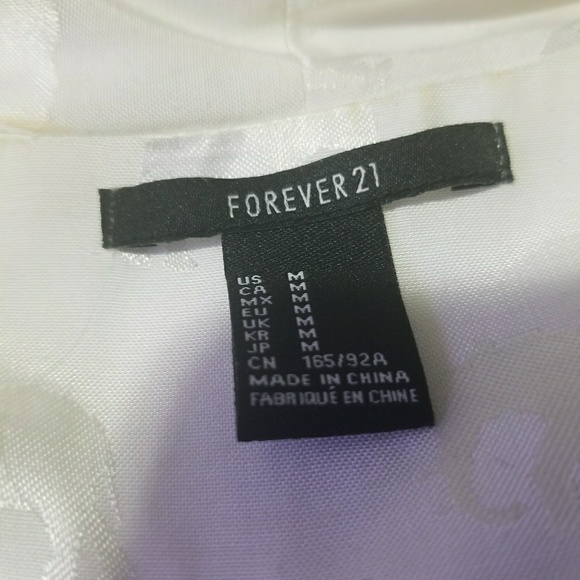 FOREVER 21
US M
CA M
MX M
EU M
UK M
KR M
JP M
CN 165/92A
MADE IN CHINA
FABRIQUÉ EN CHINE